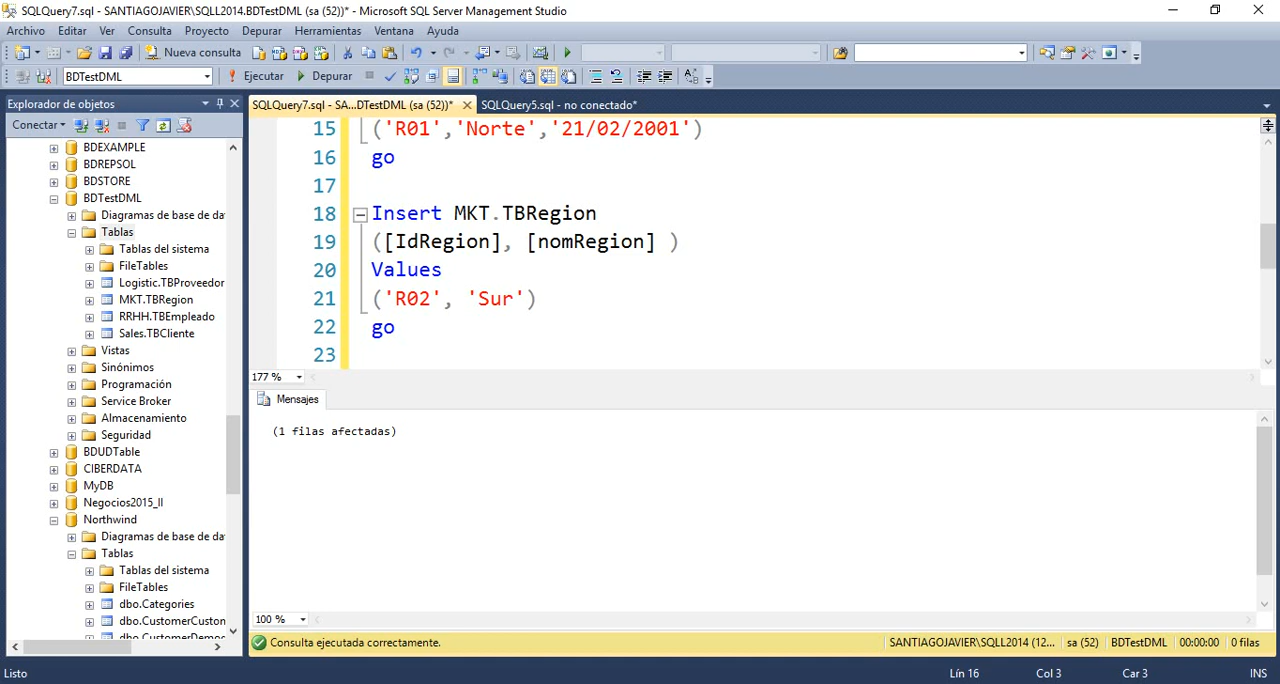 SQLQuery7.sql - SANTIAGOJAVIER\SQLL2014.BDTestDML (sa (52))* - Microsoft SQL Server Management Studio
Archivo Editar Ver Consulta Proyecto Depurar Herramientas Ventana Ayuda
Nueva consulta
BDTestDML Ejecutar Depurar
Explorador de objetos
SQLQuery7.sql - SA...DTestDML (sa (52))* SQLQuery5.sql - no conectado*
Conectar
BDEXAMPLE
BDREPSOL
BDSTORE
BDTestDML
Diagramas de base de da
Tablas
Tablas del sistema
FileTables
Logistic.TBProveedor
MKT.TBRegion
RRHH.TBEmpleado
Sales.TBCliente
Vistas
Sinónimos
Programación
Service Broker
Almacenamiento
Seguridad
BDUDTable
CIBERDATA
MyDB
Negocios2015_II
Northwind
Diagramas de base de da
Tablas
Tablas del sistema
FileTables
dbo.Categories
dbo.CustomerCustom
dbo.CustomerDemog
15 ('R01','Norte','21/02/2001')
16 go
17
18 Insert MKT.TBRegion
19 ([IdRegion], [nomRegion] )
20 Values
21 ('R02', 'Sur')
22 go
23
177 %
Mensajes
(1 filas afectadas)
100 %
Consulta ejecutada correctamente. SANTIAGOJAVIER\SQLL2014 (12... sa (52) BDTestDML 00:00:00 0 filas
Listo Lín 16 Col 3 Car 3 INS